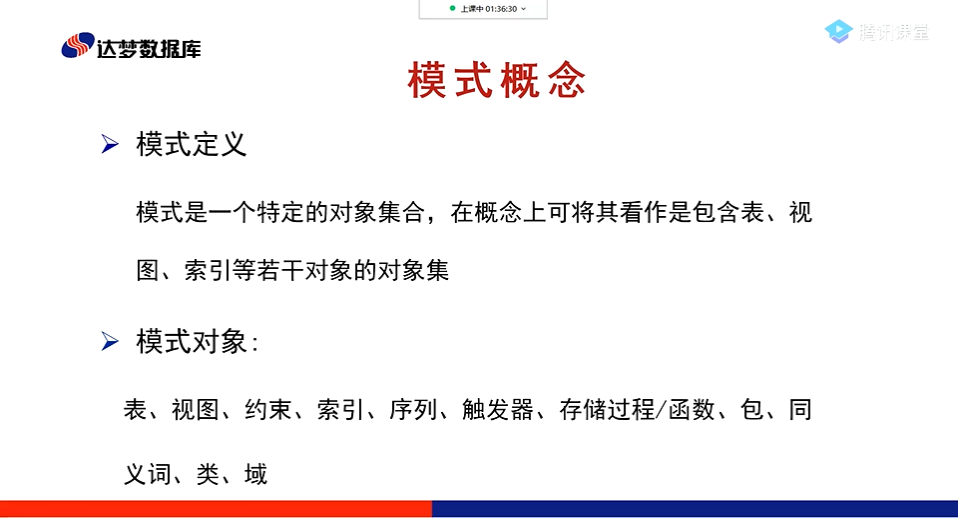 上课中 01:36:30
达梦数据库
腾讯课堂
模式概念
模式定义
模式是一个特定的对象集合，在概念上可将其看作是包含表、视
图、索引等若干对象的对象集
模式对象:
表、视图、约束、索引、序列、触发器、存储过程/函数、包、同
义词、类、域